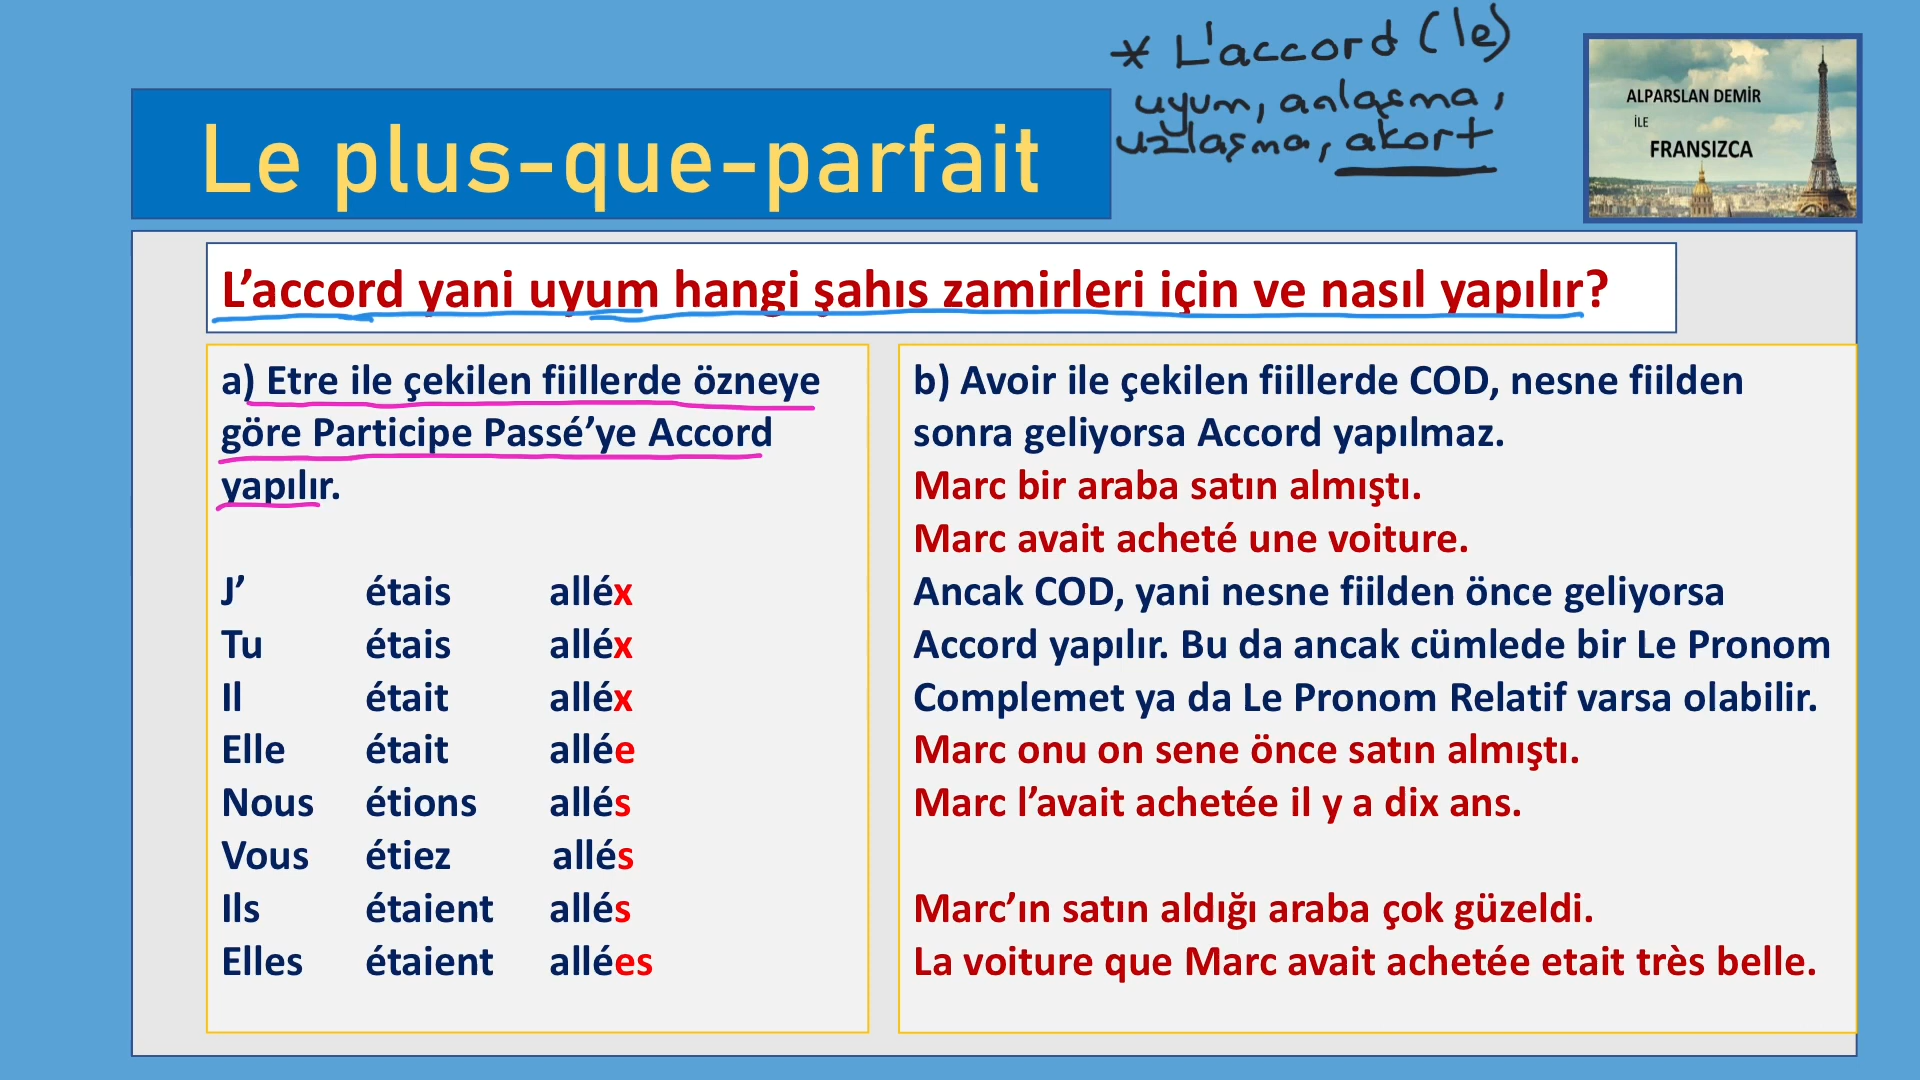 * L'accord (le)
uyum, anlaşma,
uzlaşma, akort
ALPARSLAN DEMİR
İLE
FRANSIZCA
Le plus-que-parfait
L’accord yani uyum hangi şahıs zamirleri için ve nasıl yapılır?
a) Etre ile çekilen fiillerde özneye
göre Participe Passé’ye Accord
yapılır.
J’ étais alléx
Tu étais alléx
Il était alléx
Elle était allée
Nous étions allés
Vous étiez allés
Ils étaient allés
Elles étaient allées
b) Avoir ile çekilen fiillerde COD, nesne fiilden
sonra geliyorsa Accord yapılmaz.
Marc bir araba satın almıştı.
Marc avait acheté une voiture.
Ancak COD, yani nesne fiilden önce geliyorsa
Accord yapılır. Bu da ancak cümlede bir Le Pronom
Complemet ya da Le Pronom Relatif varsa olabilir.
Marc onu on sene önce satın almıştı.
Marc l’avait achetée il y a dix ans.
Marc’ın satın aldığı araba çok güzeldi.
La voiture que Marc avait achetée etait très belle.